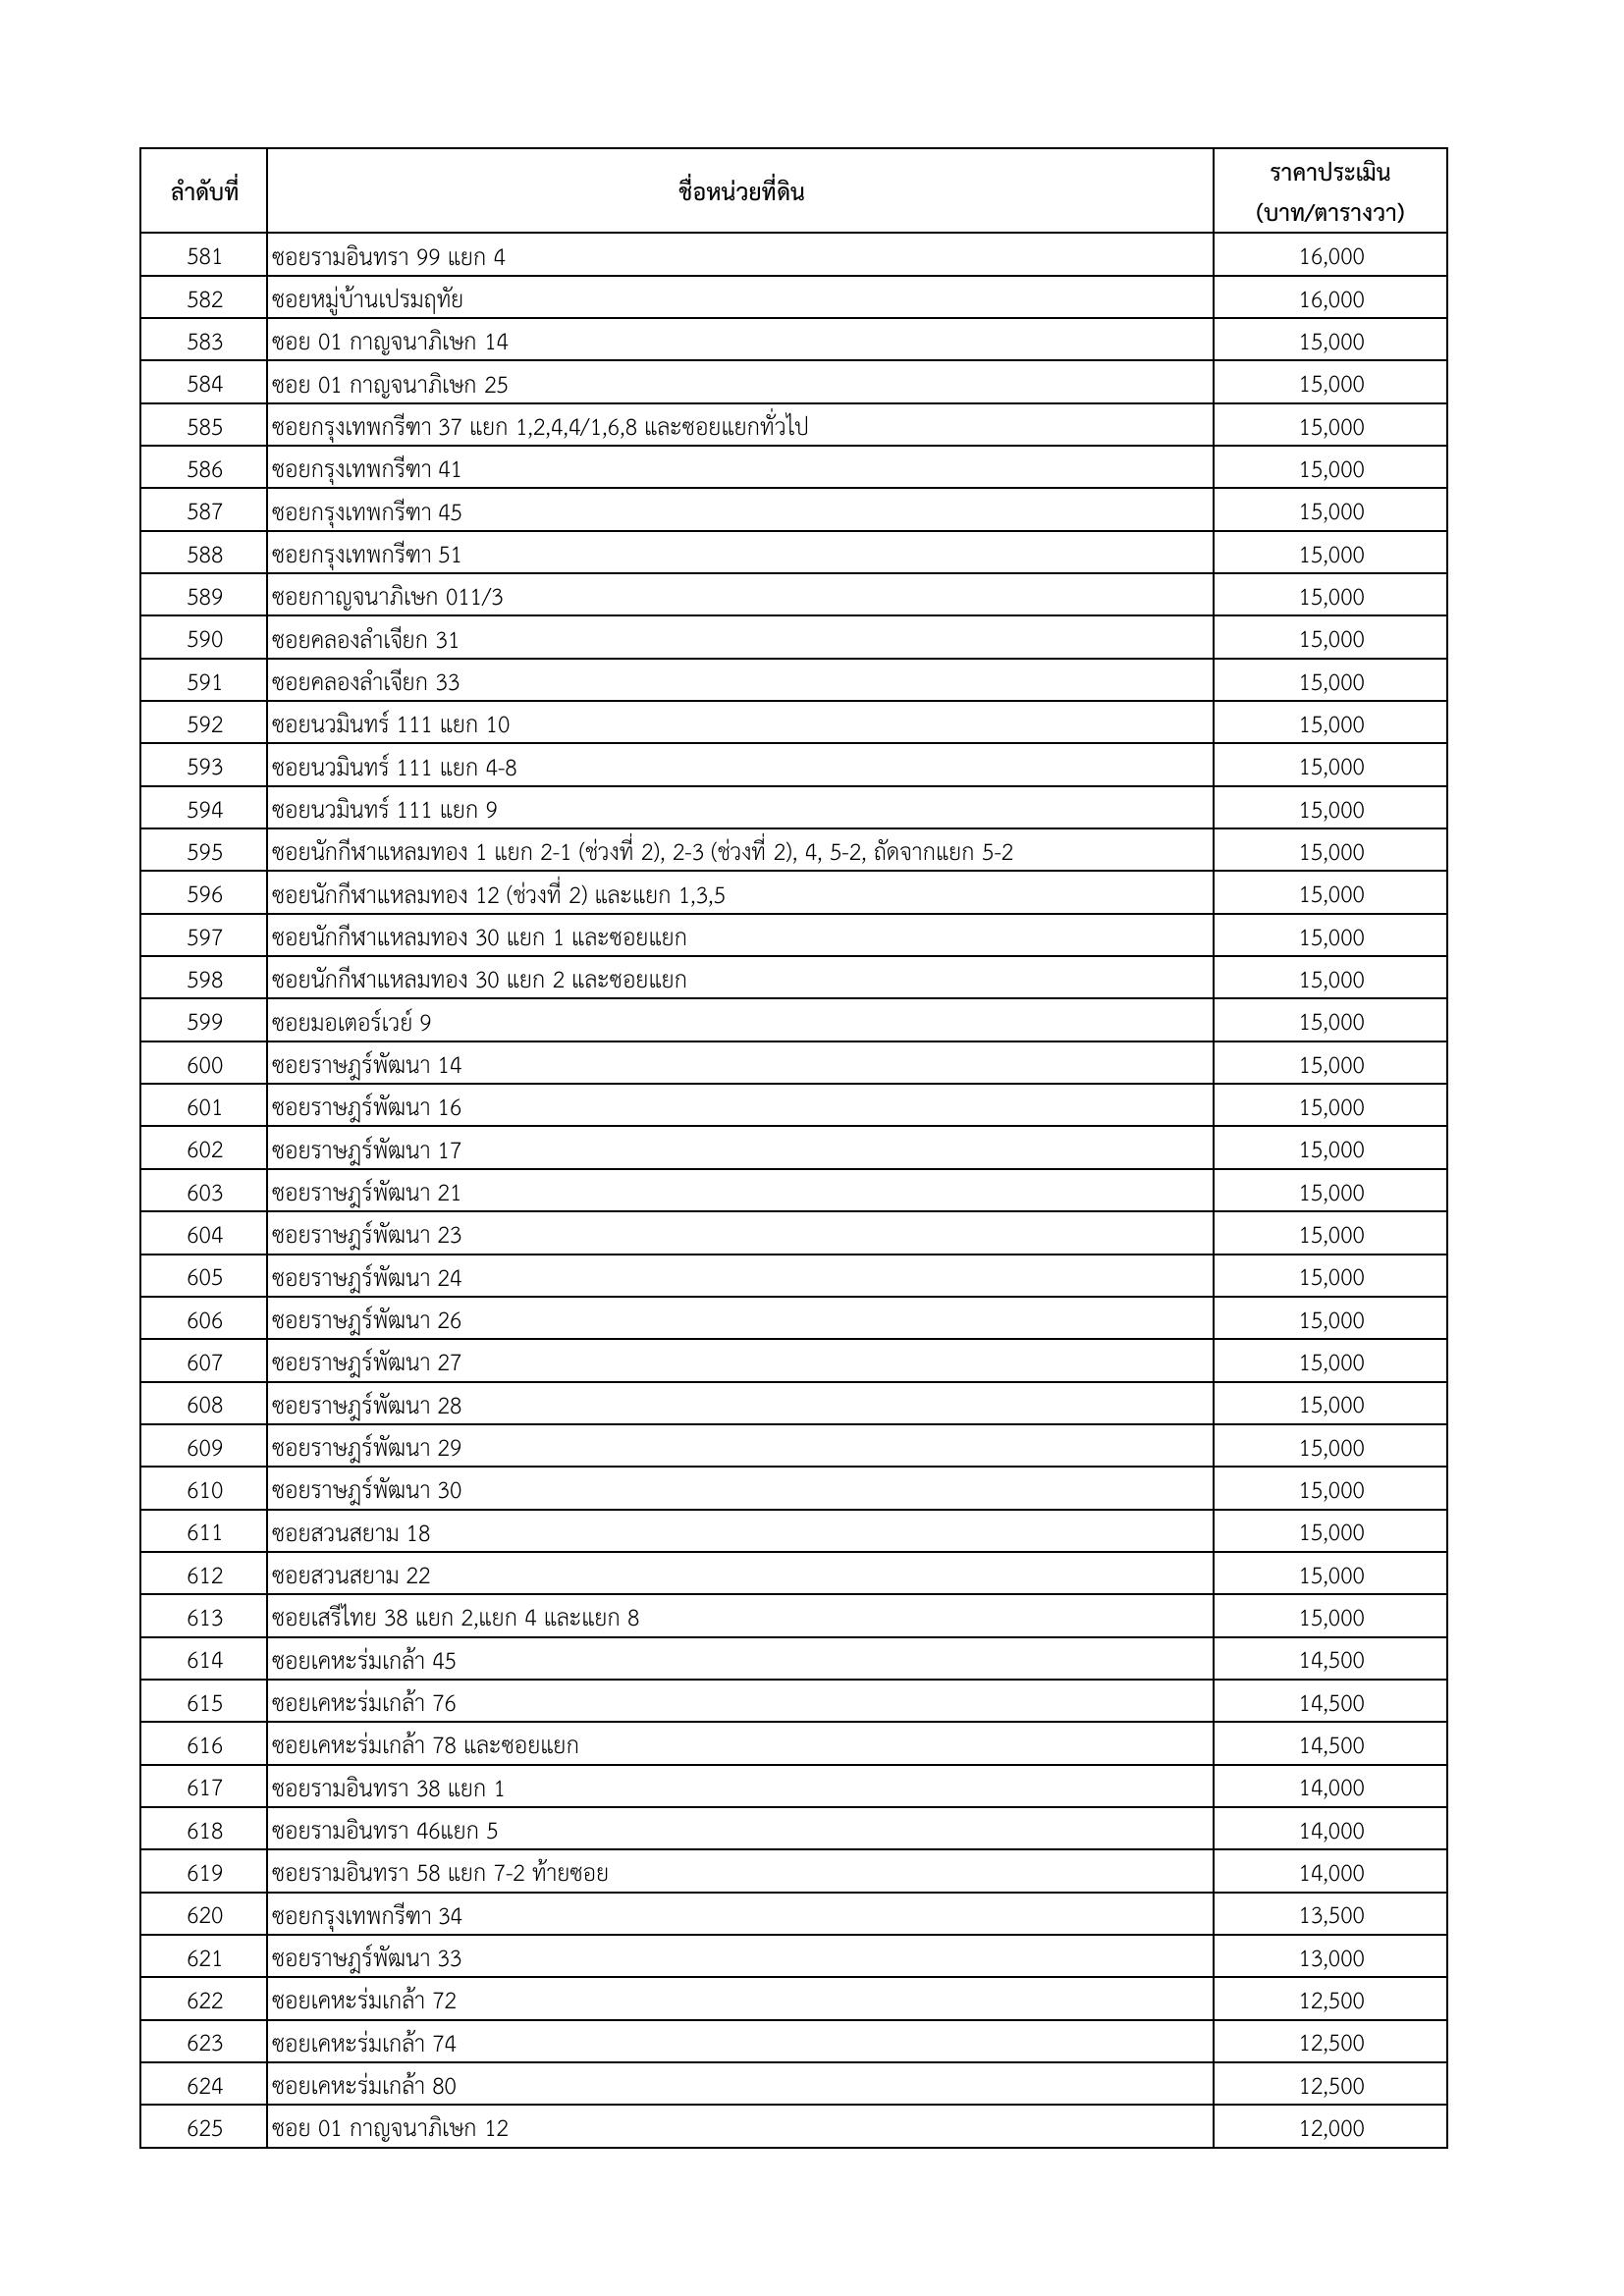 ลำดับที่ ชื่อหน่วยที่ดิน ราคาประเมิน
(บาท/ตารางวา)
581 ซอยรามอินทรา 99 แยก 4 16,000
582 ซอยหมู่บ้านเปรมฤทัย 16,000
583 ซอย 01 กาญจนาภิเษก 14 15,000
584 ซอย 01 กาญจนาภิเษก 25 15,000
585 ซอยกรุงเทพกรีฑา 37 แยก 1,2,4,4/1,6,8 และซอยแยกทั่วไป 15,000
586 ซอยกรุงเทพกรีฑา 41 15,000
587 ซอยกรุงเทพกรีฑา 45 15,000
588 ซอยกรุงเทพกรีฑา 51 15,000
589 ซอยกาญจนาภิเษก 011/3 15,000
590 ซอยคลองลำเจียก 31 15,000
591 ซอยคลองลำเจียก 33 15,000
592 ซอยนวมินทร์ 111 แยก 10 15,000
593 ซอยนวมินทร์ 111 แยก 4-8 15,000
594 ซอยนวมินทร์ 111 แยก 9 15,000
595 ซอยนักกีฬาแหลมทอง 1 แยก 2-1 (ช่วงที่ 2), 2-3 (ช่วงที่ 2), 4, 5-2, ถัดจากแยก 5-2 15,000
596 ซอยนักกีฬาแหลมทอง 12 (ช่วงที่ 2) และแยก 1,3,5 15,000
597 ซอยนักกีฬาแหลมทอง 30 แยก 1 และซอยแยก 15,000
598 ซอยนักกีฬาแหลมทอง 30 แยก 2 และซอยแยก 15,000
599 ซอยมอเตอร์เวย์ 9 15,000
600 ซอยราษฎร์พัฒนา 14 15,000
601 ซอยราษฎร์พัฒนา 16 15,000
602 ซอยราษฎร์พัฒนา 17 15,000
603 ซอยราษฎร์พัฒนา 21 15,000
604 ซอยราษฎร์พัฒนา 23 15,000
605 ซอยราษฎร์พัฒนา 24 15,000
606 ซอยราษฎร์พัฒนา 26 15,000
607 ซอยราษฎร์พัฒนา 27 15,000
608 ซอยราษฎร์พัฒนา 28 15,000
609 ซอยราษฎร์พัฒนา 29 15,000
610 ซอยราษฎร์พัฒนา 30 15,000
611 ซอยสวนสยาม 18 15,000
612 ซอยสวนสยาม 22 15,000
613 ซอยเสรีไทย 38 แยก 2,แยก 4 และแยก 8 15,000
614 ซอยเคหะร่มเกล้า 45 14,500
615 ซอยเคหะร่มเกล้า 76 14,500
616 ซอยเคหะร่มเกล้า 78 และซอยแยก 14,500
617 ซอยรามอินทรา 38 แยก 1 14,000
618 ซอยรามอินทรา 46แยก 5 14,000
619 ซอยรามอินทรา 58 แยก 7-2 ท้ายซอย 14,000
620 ซอยกรุงเทพกรีฑา 34 13,500
621 ซอยราษฎร์พัฒนา 33 13,000
622 ซอยเคหะร่มเกล้า 72 12,500
623 ซอยเคหะร่มเกล้า 74 12,500
624 ซอยเคหะร่มเกล้า 80 12,500
625 ซอย 01 กาญจนาภิเษก 12 12,000